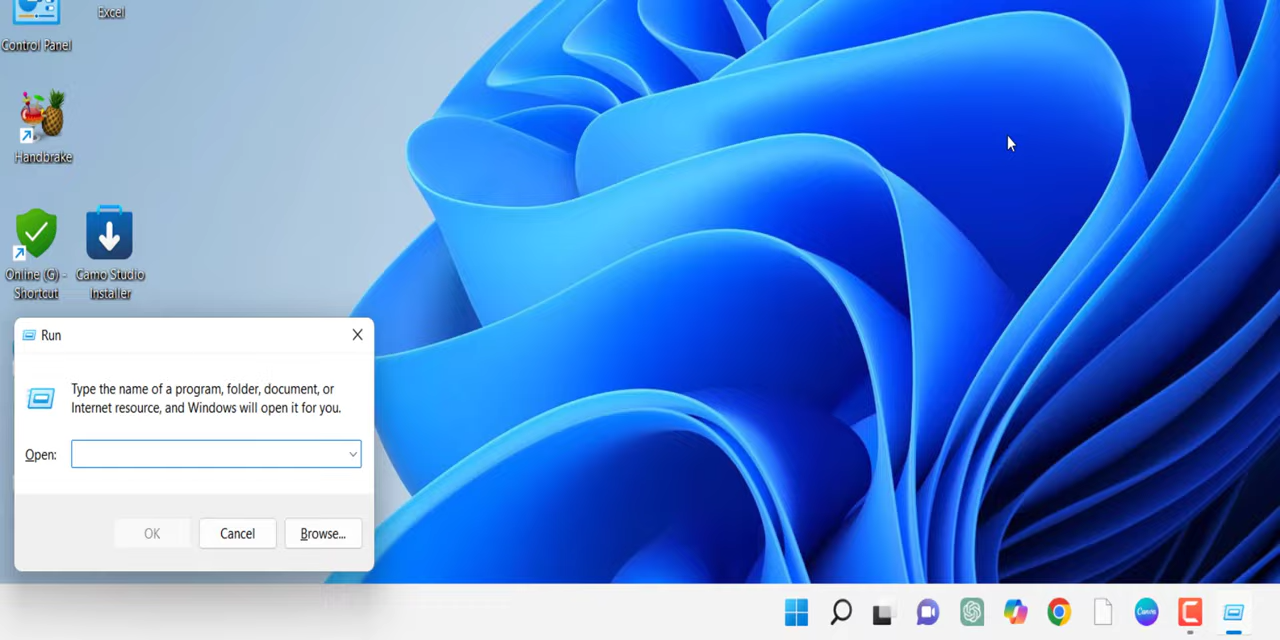 Excel
Control Panel
Handbrake
Online (G) -
Shortcut
Camo Studio
Installer
Run
Type the name of a program, folder, document, or
Internet resource, and Windows will open it for you.
Open:
OK
Cancel
Browse...
Canva